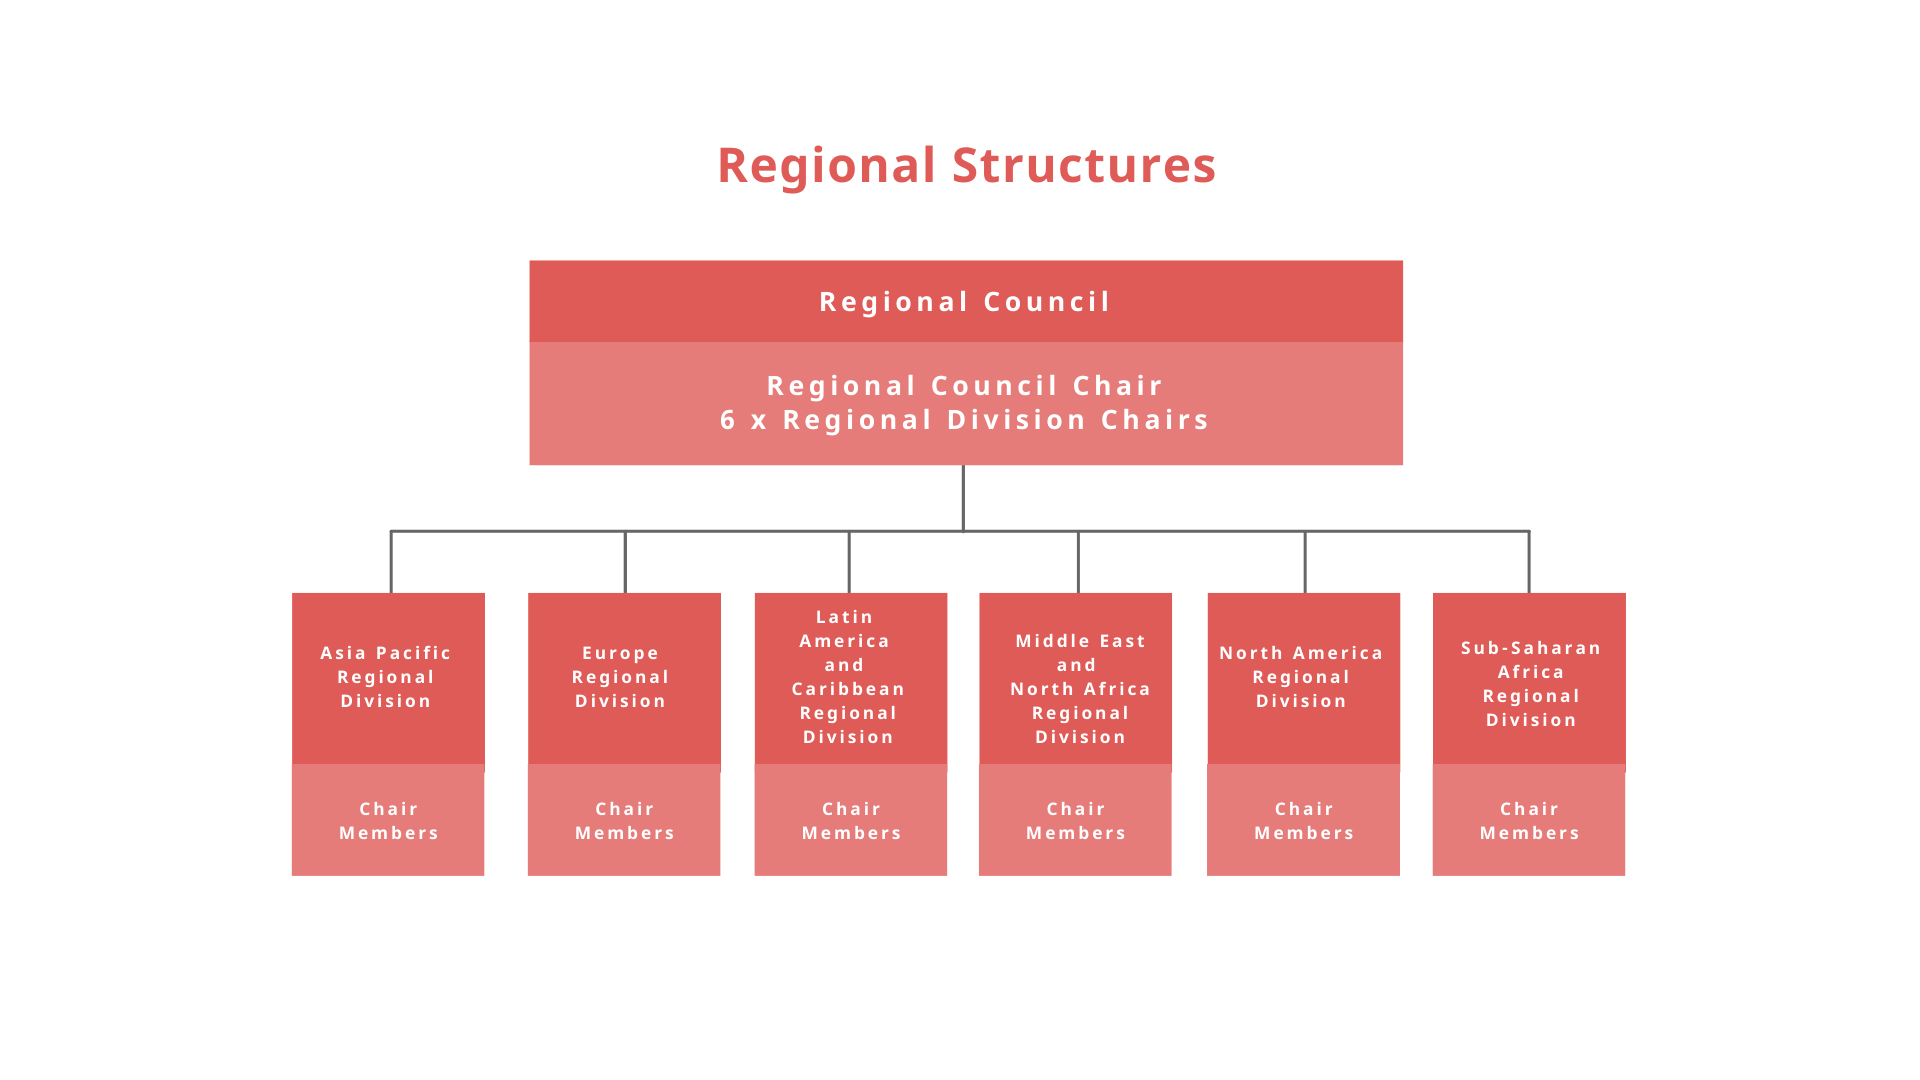 Regional Structures
Regional Council
Regional Council Chair
6 x Regional Division Chairs
Asia Pacific
Regional
Division
Chair
Members
Europe
Regional
Division
Chair
Members
Latin
America
and
Caribbean
Regional
Division
Chair
Members
Middle East
and
North Africa
Regional
Division
Chair
Members
North America
Regional
Division
Chair
Members
Sub-Saharan
Africa
Regional
Division
Chair
Members